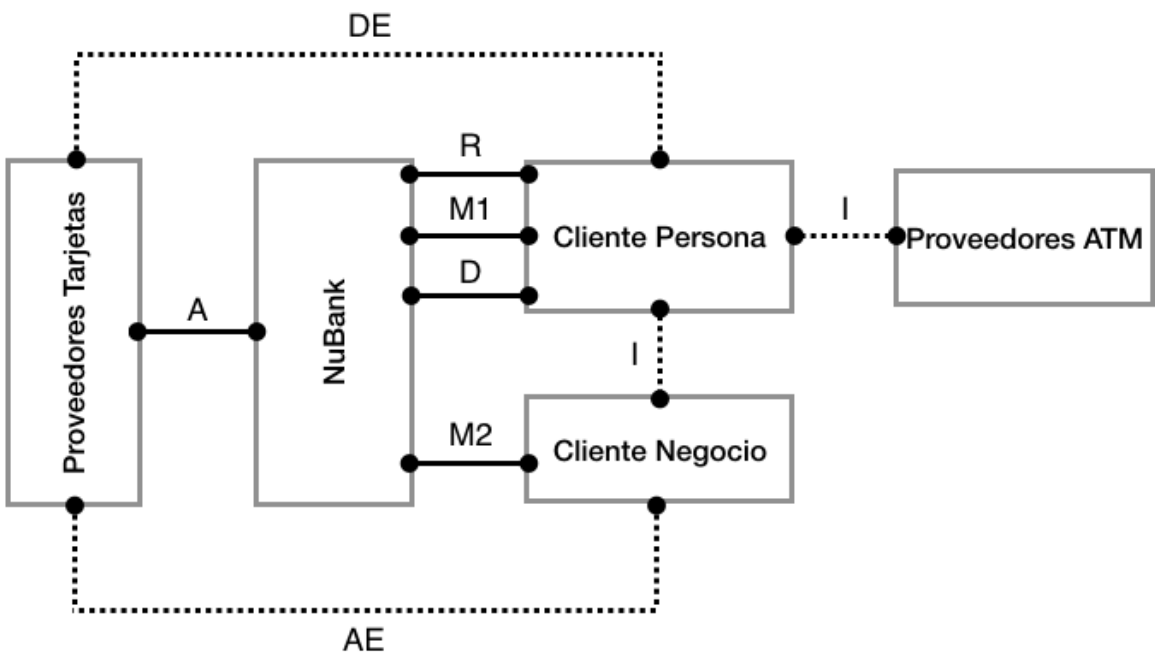 DE
R
M1
D
Cliente Persona
I
Proveedores ATM
Proveedores Tarjetas
A
NuBank
I
M2
Cliente Negocio
AE